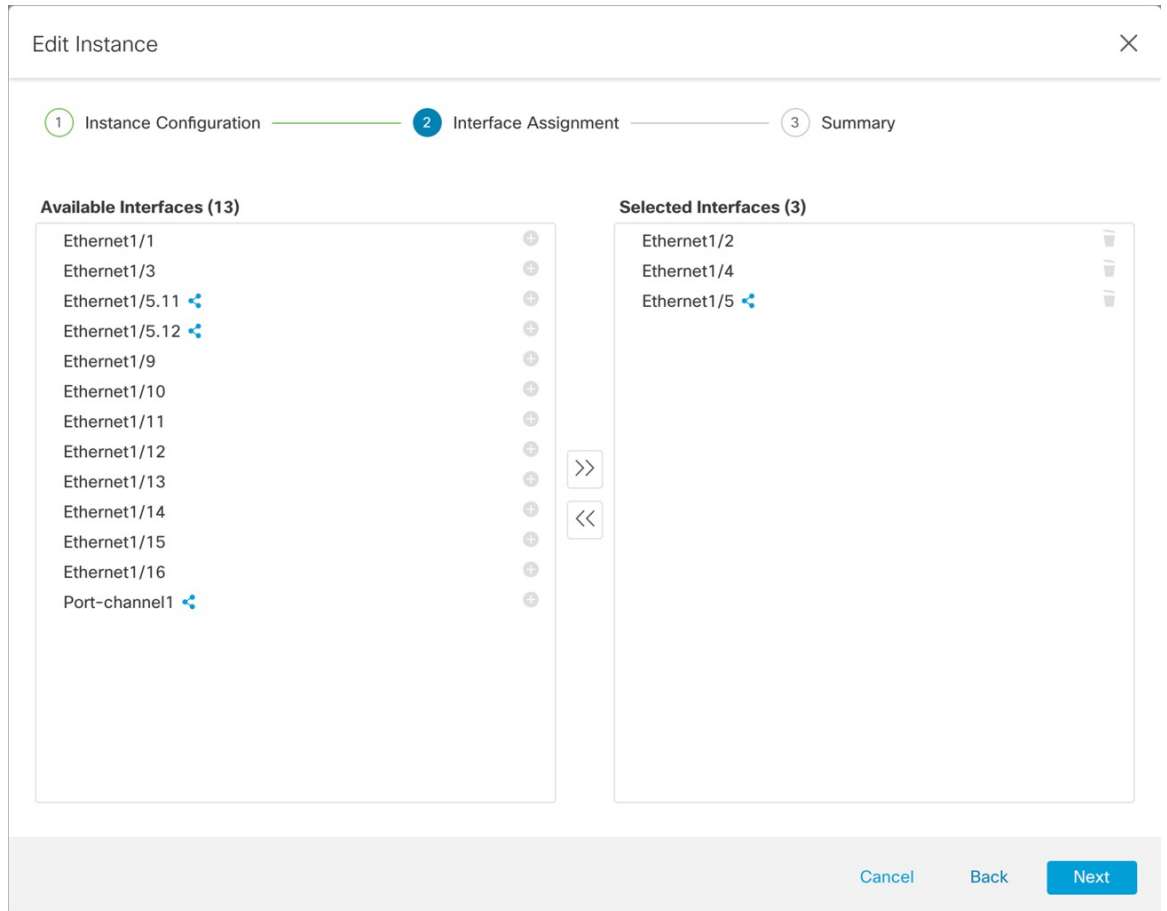 Edit Instance
1 Instance Configuration 2 Interface Assignment 3 Summary
Available Interfaces (13)
Ethernet1/1
Ethernet1/3
Ethernet1/5.11
Ethernet1/5.12
Ethernet1/9
Ethernet1/10
Ethernet1/11
Ethernet1/12
Ethernet1/13
Ethernet1/14
Ethernet1/15
Ethernet1/16
Port-channel1
Selected Interfaces (3)
Ethernet1/2
Ethernet1/4
Ethernet1/5
Cancel Back Next